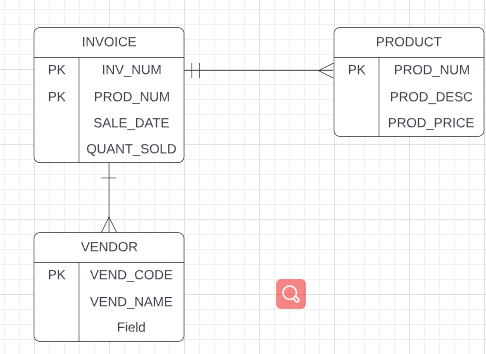 INVOICE
PK INV_NUM
PK PROD_NUM
SALE_DATE
QUANT_SOLD
PRODUCT
PK PROD_NUM
PROD_DESC
PROD_PRICE
VENDOR
PK VEND_CODE
VEND_NAME
Field